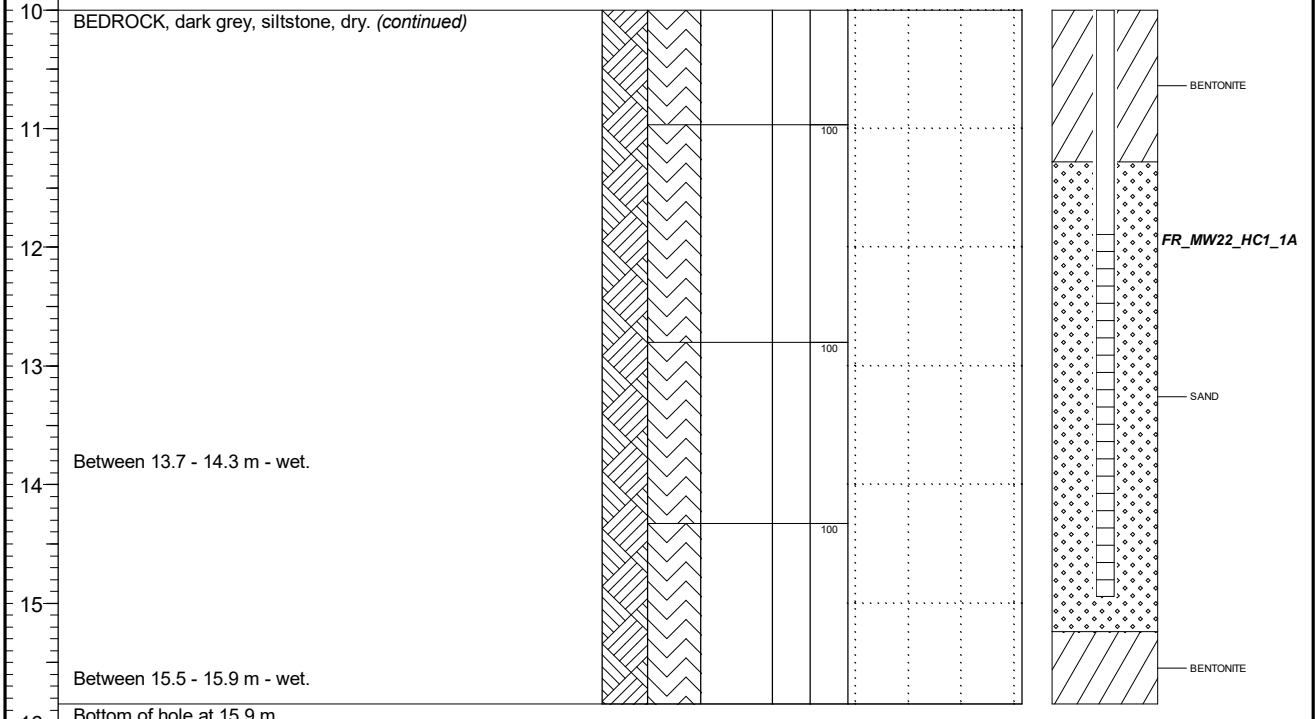 10
BEDROCK, dark grey, siltstone, dry. (continued)
BENTONITE
11
100
12
FR_MW22_HC1_1A
100
13
SAND
Between 13.7 - 14.3 m - wet.
14
100
15
BENTONITE
Between 15.5 - 15.9 m - wet.
Bottom of hole at 15.9 m